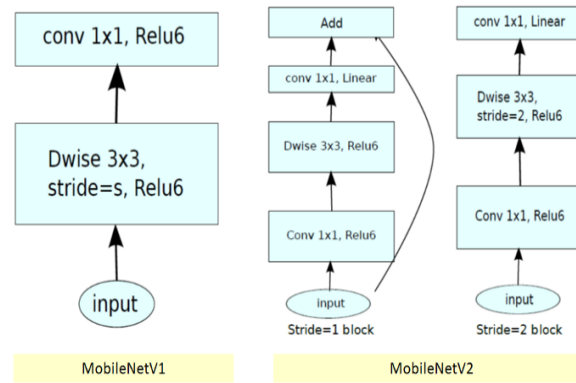 conv 1x1, Relu6
Dwise 3x3,
stride=s, Relu6
input
MobileNetV1
Add
conv 1x1, Linear
Dwise 3x3, Relu6
Conv 1x1, Relu6
input
Stride=1 block
conv 1x1, Linear
Dwise 3x3,
stride=2, Relu6
Conv 1x1, Relu6
input
Stride=2 block
MobileNetV2